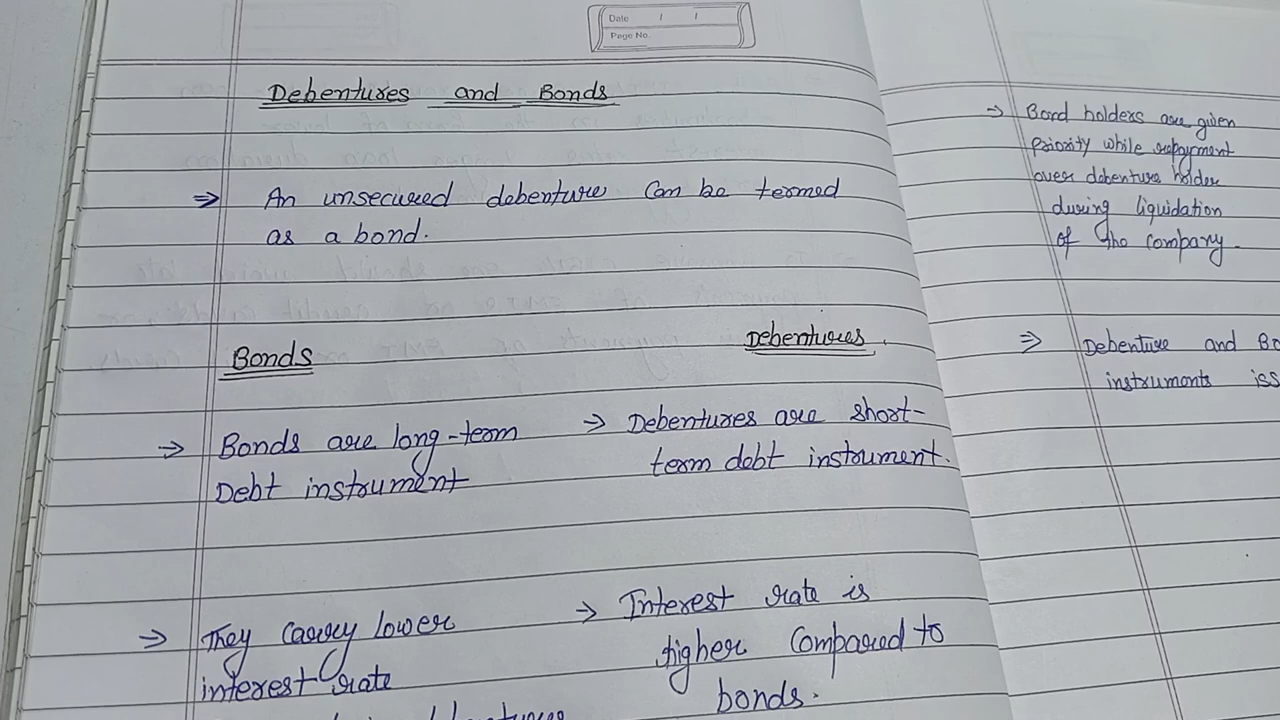 Date / /
Page No.
Debentures and Bonds
⇒ An unsecured debenture can be termed
as a bond.
Bonds
Debentures
→ Bonds are long-term
Debt instrument
→ Debentures are short-
term debt instrument.
→ They carry lower
interest rate
→ Interest rate is
higher compared to
bonds.
→ Bond holders are given
priority while repayment
over debenture holder
during liquidation
of the company.
⇒ Debenture and Bo
instruments iss